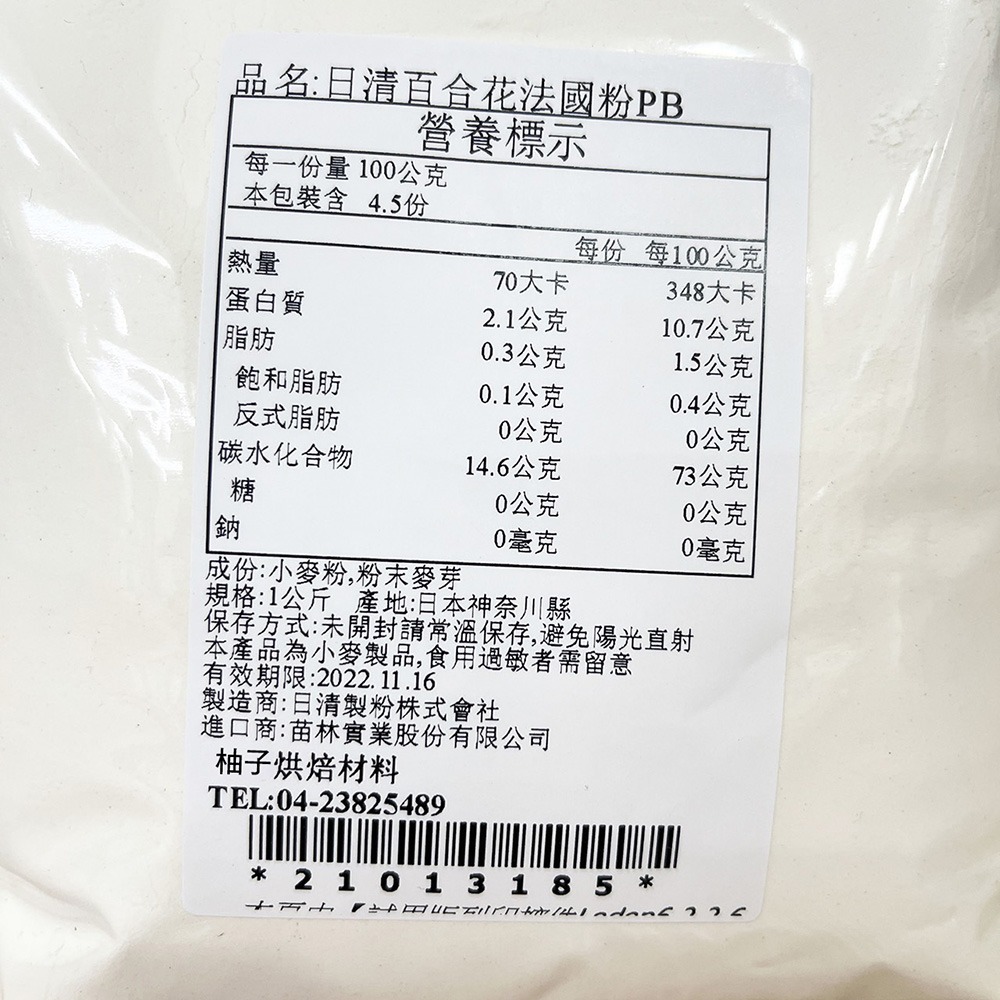 品名:日清百合花法國粉PB
營養標示
每一份量 100公克
本包裝含 4.5份
每份 每100公克
熱量 70大卡 348大卡
蛋白質 2.1公克 10.7公克
脂肪 0.3公克 1.5公克
飽和脂肪 0.1公克 0.4公克
反式脂肪 0公克 0公克
碳水化合物 14.6公克 73公克
糖 0公克 0公克
鈉 0毫克 0毫克
成份:小麥粉,粉末麥芽
規格:1公斤 產地:日本神奈川縣
保存方式:未開封請常溫保存,避免陽光直射
本產品為小麥製品,食用過敏者需留意
有效期限:2022.11.16
製造商:日清製粉株式會社
進口商:苗林實業股份有限公司
柚子烘焙材料
TEL:04-23825489
*21013185*